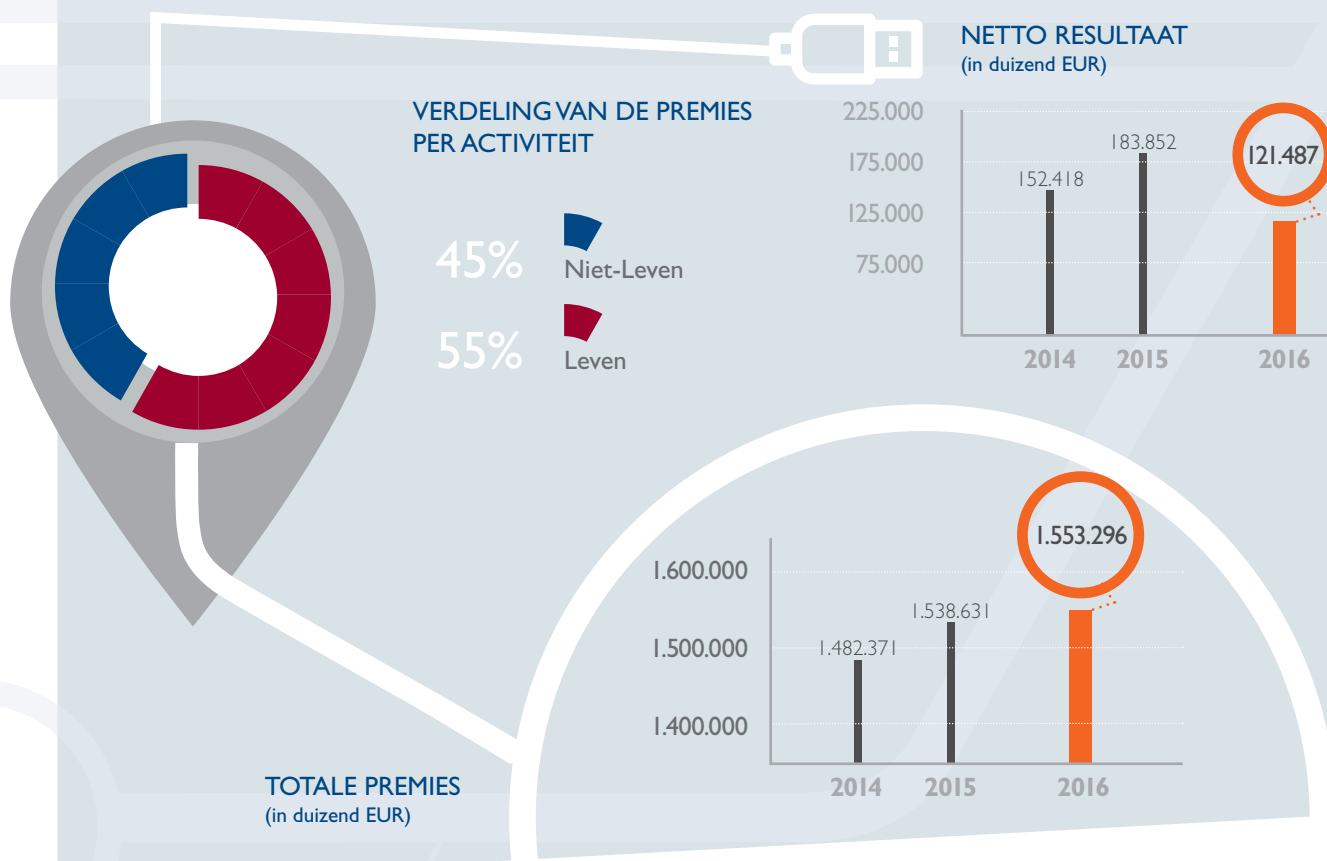 NETTO RESULTAAT
(in duizend EUR)
225.000
175.000
125.000
75.000
152.418
183.852
121.487
2014 2015 2016
VERDELING VAN DE PREMIES
PER ACTIVITEIT
45%
Niet-Leven
55%
Leven
1.600.000
1.500.000
1.400.000
1.482.371
1.538.631
1.553.296
2014 2015 2016
TOTALE PREMIES
(in duizend EUR)